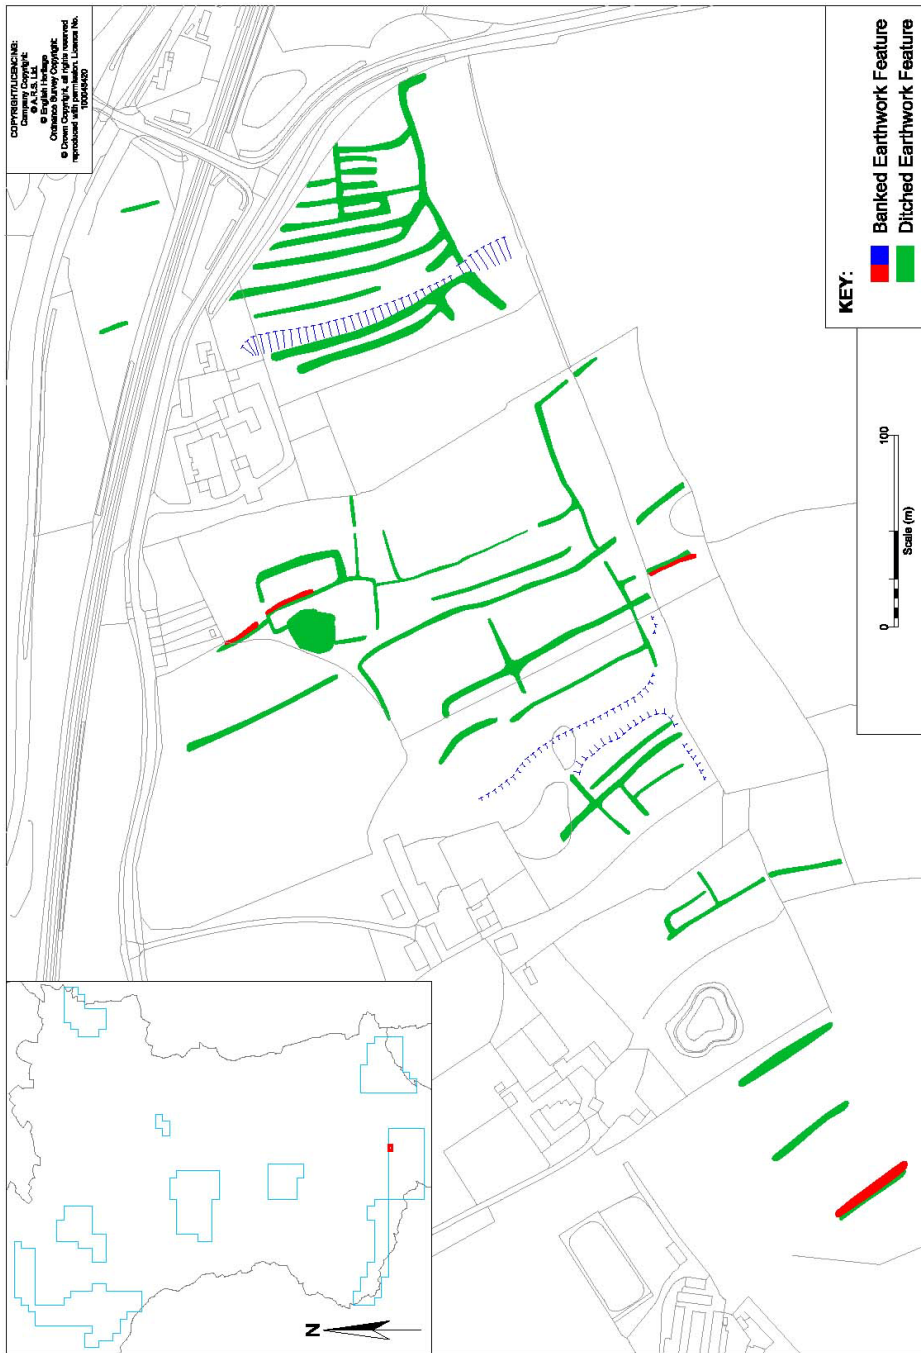 COPYRIGHT/LICENCING:
Company Copyright:
© A.R.S. Ltd.
© English Heritage
Ordnance Survey Copyright:
© Crown Copyright, all rights reserved
reproduced with permission. Licence No.
100048420
KEY:
Banked Earthwork Feature
Ditched Earthwork Feature
0
100
Scale (m)
N